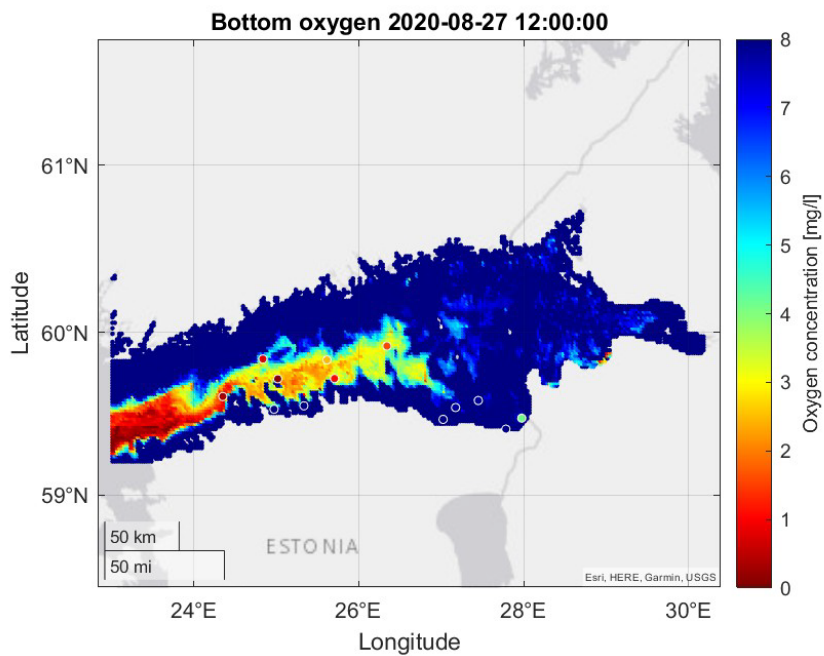 Bottom oxygen 2020-08-27 12:00:00
8
7
6
5
4
3
2
1
0
Oxygen concentration [mg/l]
61°N
60°N
59°N
Latitude
50 km
50 mi
ESTONIA
Esri, HERE, Garmin, USGS
24°E 26°E 28°E 30°E
Longitude